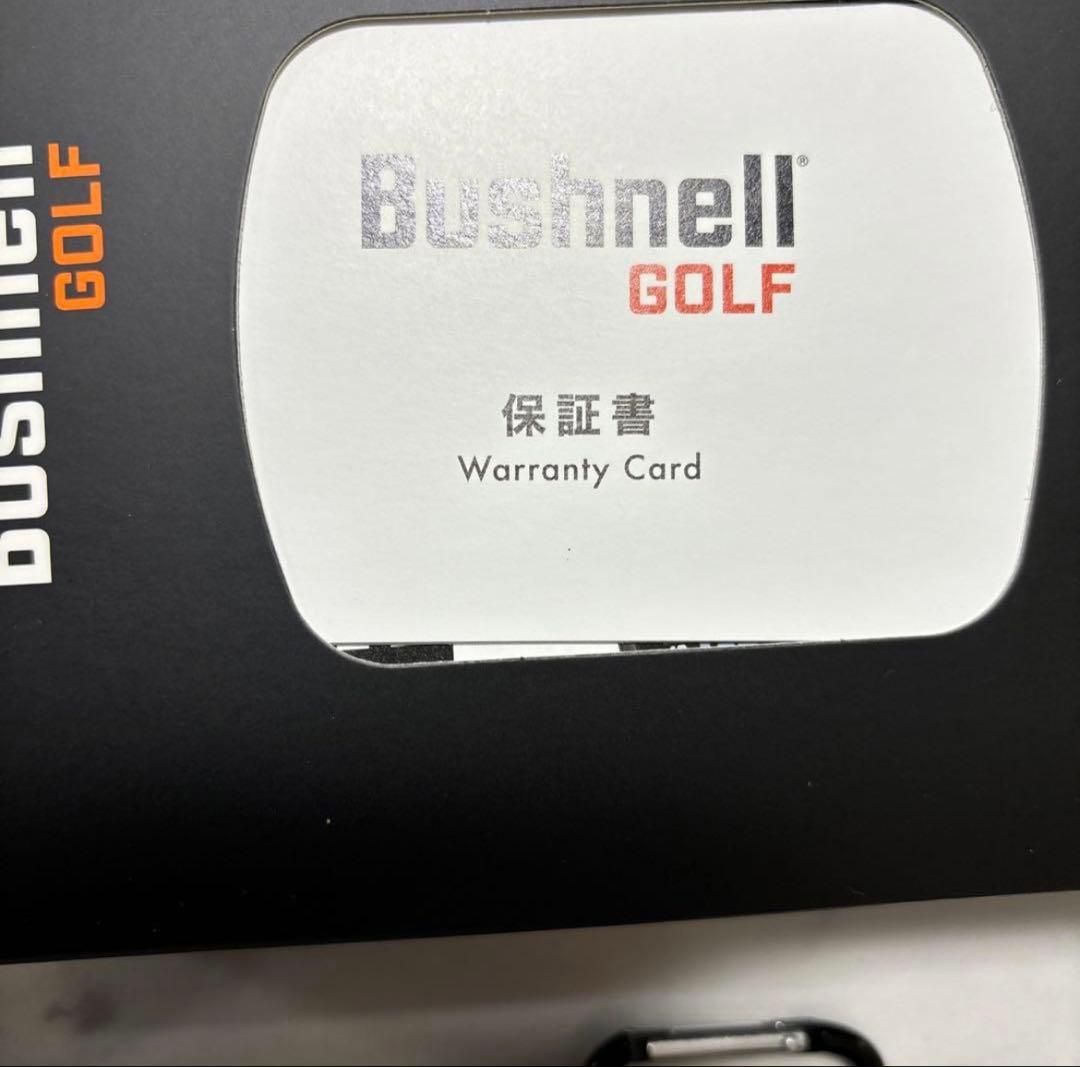 Bushnell®
GOLF
保証書
Warranty Card
Bushnell
GOLF